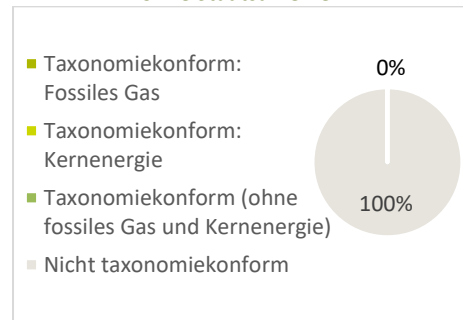 Taxonomiekonform:
Fossiles Gas
Taxonomiekonform:
Kernenergie
Taxonomiekonform (ohne
fossiles Gas und Kernenergie)
Nicht taxonomiekonform
0%
100%